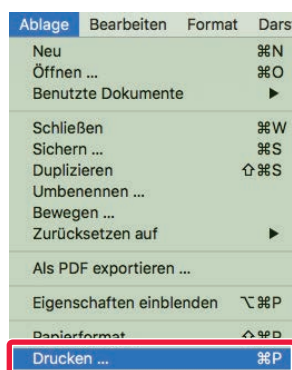 Ablage Bearbeiten Format Dars
Neu ⌘N
Öffnen ... ⌘O
Benutzte Dokumente ▶
Schließen ⌘W
Sichern ... ⌘S
Duplizieren ⇧⌘S
Umbenennen ...
Bewegen ...
Zurücksetzen auf ▶
Als PDF exportieren ...
Eigenschaften einblenden ⌥⌘P
Papierformat ⇧⌘P
Drucken ... ⌘P